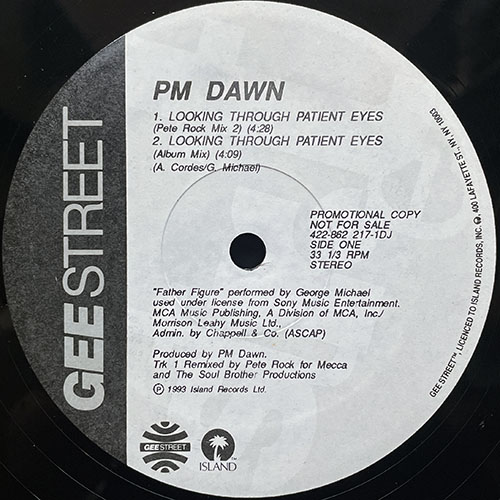 GEE STREET
PM DAWN
1. LOOKING THROUGH PATIENT EYES
(Pete Rock Mix 2) (4:28)
2. LOOKING THROUGH PATIENT EYES
(Album Mix) (4:09)
(A. Cordes/G. Michael)
PROMOTIONAL COPY
NOT FOR SALE
422-862 217-1DJ
SIDE ONE
33 1/3 RPM
STEREO
"Father Figure" performed by George Michael
used under license from Sony Music Entertainment.
MCA Music Publishing, A Division of MCA, Inc./
Morrison Leahy Music Ltd.,
Admin. by Chappell & Co. (ASCAP)
Produced by PM Dawn.
Trk 1 Remixed by Pete Rock for Mecca
and The Soul Brother Productions
Ⓟ 1993 Island Records Ltd.
GEE STREET
ISLAND™
GEE STREET™, LICENCED TO ISLAND RECORDS, INC. 400 LAFAYETTE ST., NY, NY, 10003